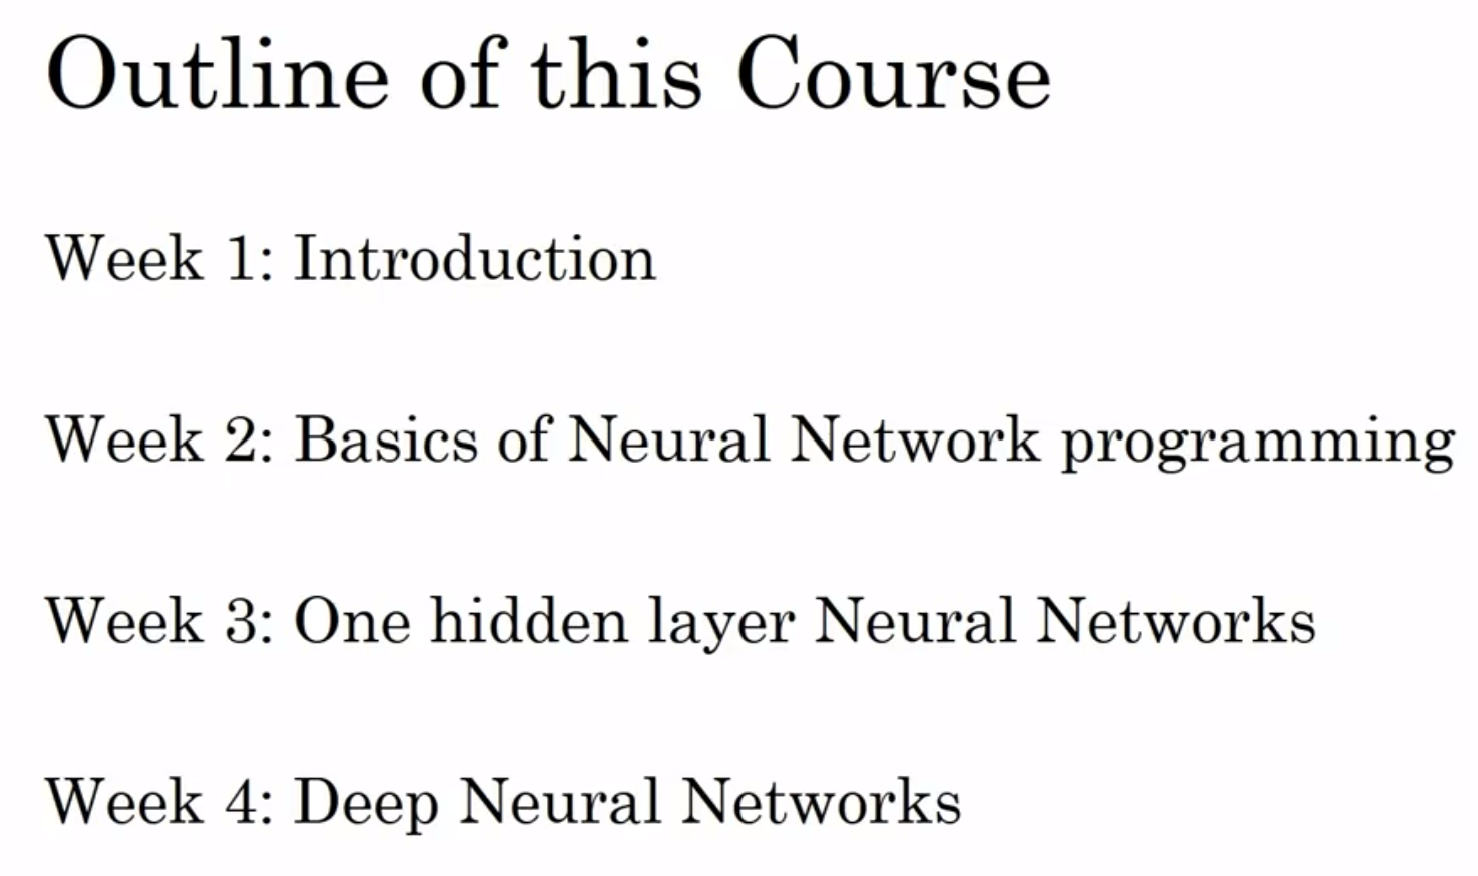 Outline of this Course
Week 1: Introduction
Week 2: Basics of Neural Network programming
Week 3: One hidden layer Neural Networks
Week 4: Deep Neural Networks